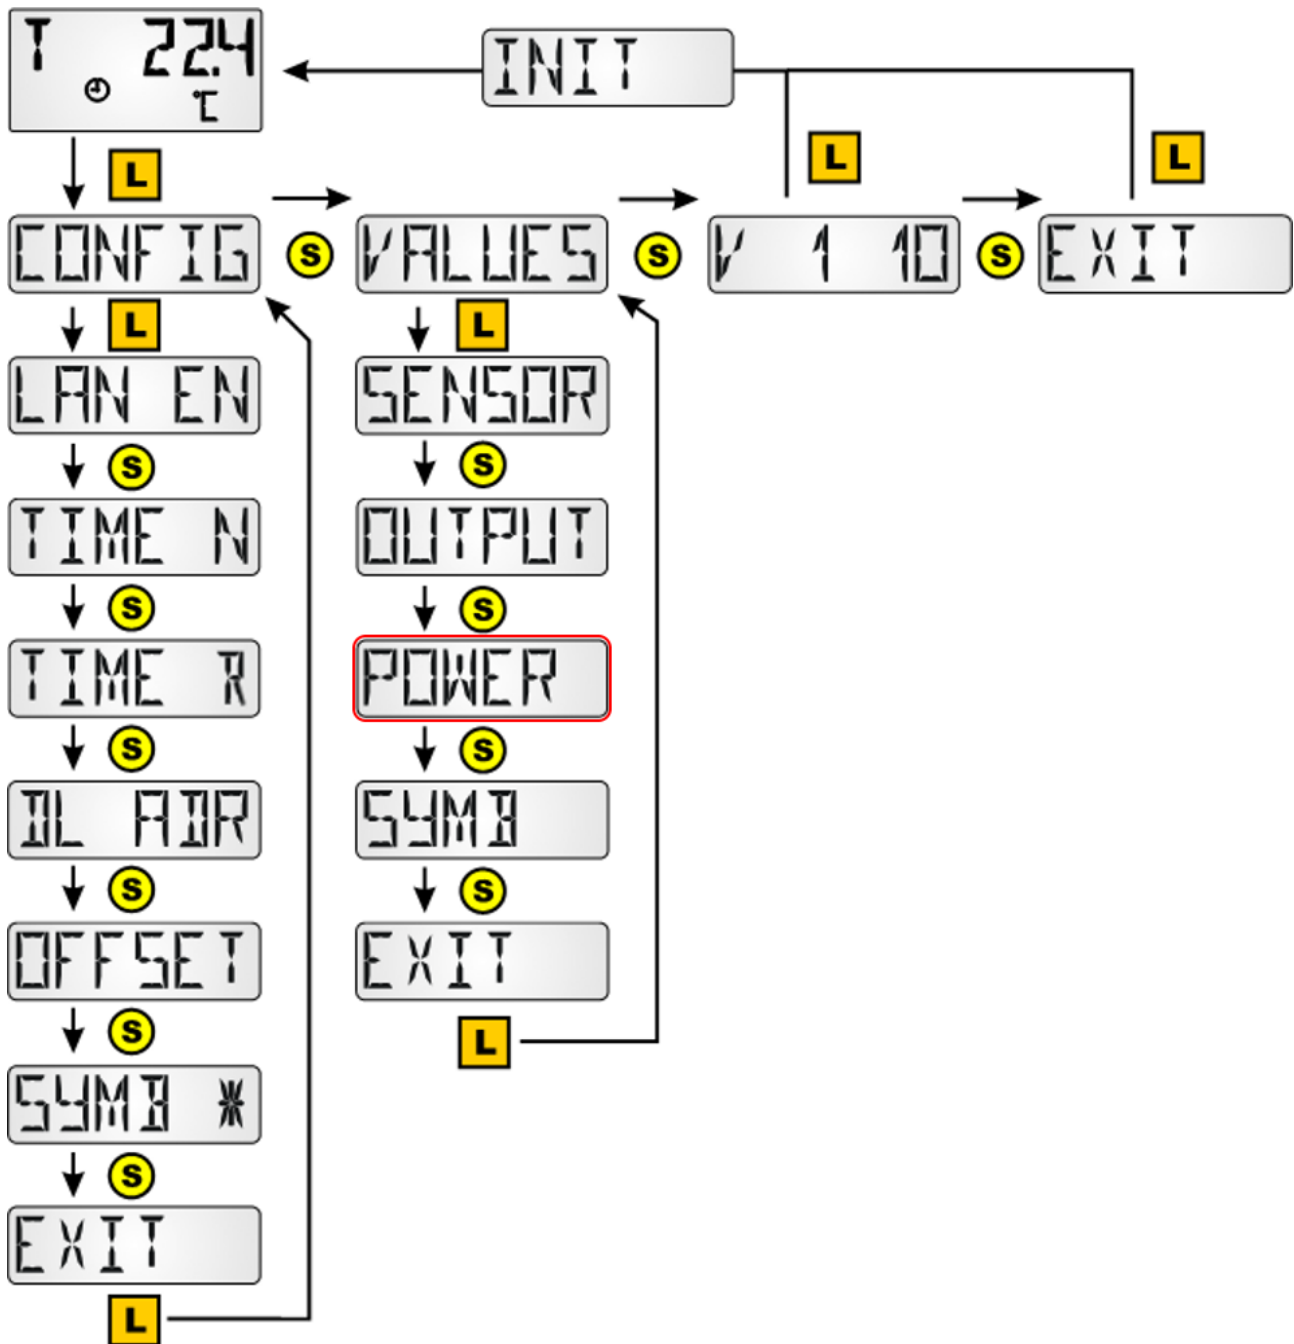 T 22.4
°C
INIT
L
L
L
CONFIG
S
VALUES
S
V 1 10
S
EXIT
L
L
LAN EN
SENSOR
S
S
TIME N
OUTPUT
S
S
TIME R
POWER
S
S
DL ADR
SYMB
S
S
OFFSET
EXIT
S
L
SYMB *
S
EXIT
L